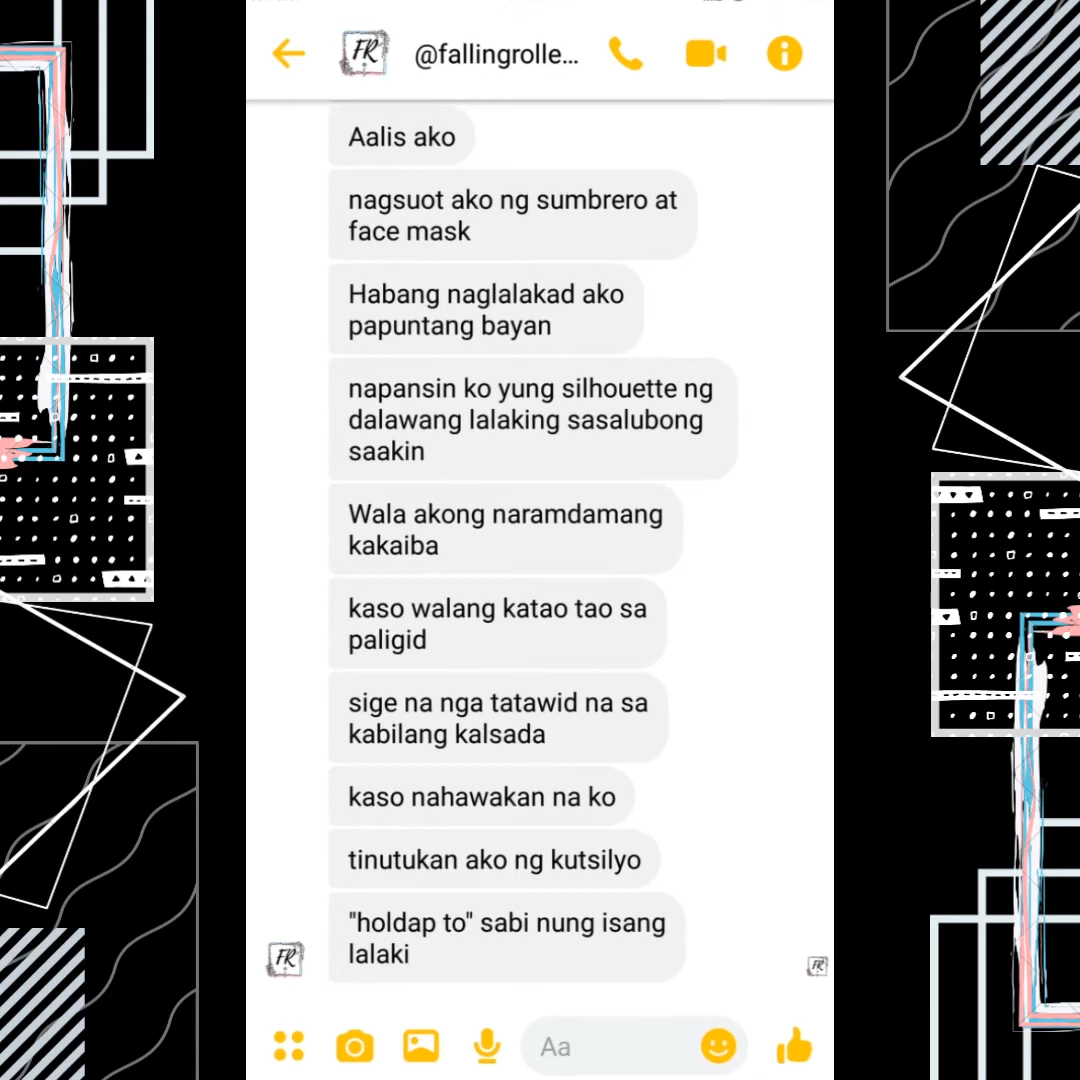 FR
@fallingrolle...
Aalis ako
nagsuot ako ng sumbrero at
face mask
Habang naglalakad ako
papuntang bayan
napansin ko yung silhouette ng
dalawang lalaking sasalubong
saakin
Wala akong naramdamang
kakaiba
kaso walang katao tao sa
paligid
sige na nga tatawid na sa
kabilang kalsada
kaso nahawakan na ko
tinutukan ako ng kutsilyo
"holdap to" sabi nung isang
lalaki
FR
FR
Aa